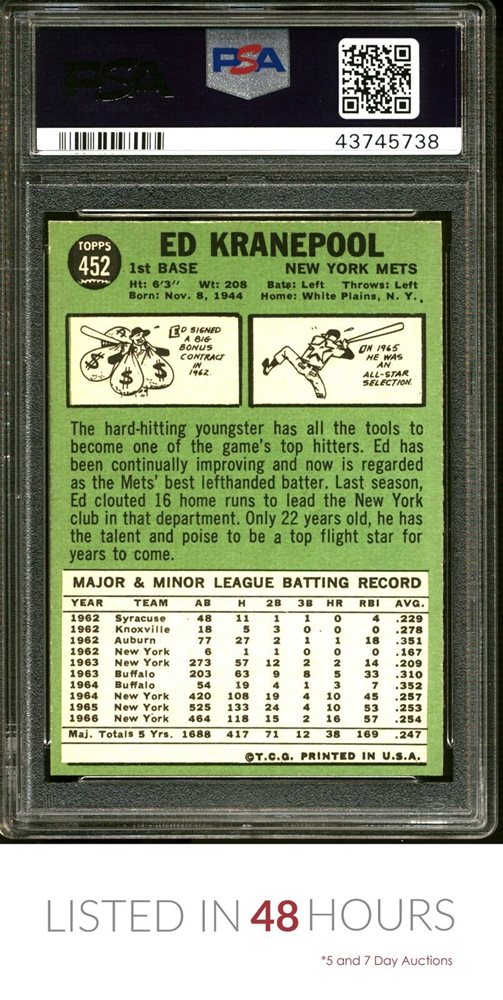 PSA
PSA
43745738
TOPPS
452
ED KRANEPOOL
1st BASE NEW YORK METS
Ht: 6'3" Wt: 208 Bats: Left Throws: Left
Born: Nov. 8, 1944 Home: White Plains, N. Y.,
ED SIGNED
A BIG
BONUS
CONTRACT
IN
1962.
IN 1965
HE WAS
AN
ALL-STAR
SELECTION.
The hard-hitting youngster has all the tools to
become one of the game's top hitters. Ed has
been continually improving and now is regarded
as the Mets' best lefthanded batter. Last season,
Ed clouted 16 home runs to lead the New York
club in that department. Only 22 years old, he has
the talent and poise to be a top flight star for
years to come.
MAJOR & MINOR LEAGUE BATTING RECORD
YEAR TEAM AB H 2B 3B HR RBI AVG.
1962 Syracuse 48 11 1 1 0 4 .229
1962 Knoxville 18 5 3 0 0 0 .278
1962 Auburn 77 27 2 1 1 18 .351
1962 New York 6 1 1 0 0 0 .167
1963 New York 273 57 12 2 2 14 .209
1963 Buffalo 203 63 9 8 5 33 .310
1964 Buffalo 54 19 4 1 3 7 .352
1964 New York 420 108 19 4 10 45 .257
1965 New York 525 133 24 4 10 53 .253
1966 New York 464 118 15 2 16 57 .254
Maj. Totals 5 Yrs. 1688 417 71 12 38 169 .247
©T.C.G. PRINTED IN U.S.A.
LISTED IN 48 HOURS
*5 and 7 Day Auctions